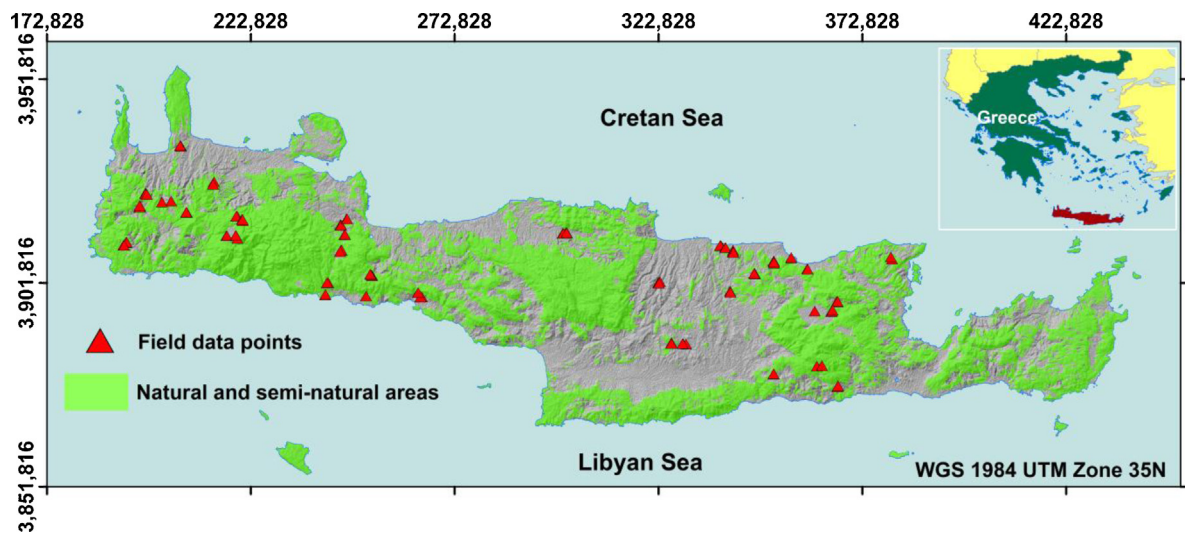 172,828 222,828 272,828 322,828 372,828 422,828
3,951,816
3,901,816
3,851,816
Cretan Sea
Greece
Field data points
Natural and semi-natural areas
Libyan Sea
WGS 1984 UTM Zone 35N